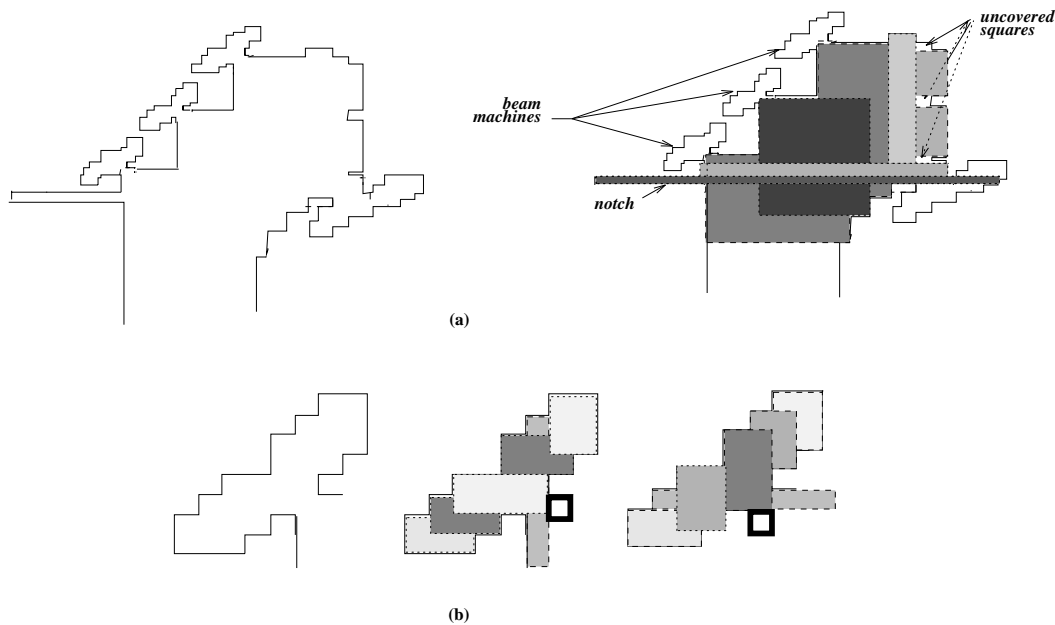 uncovered
squares
beam
machines
notch
(a)
(b)